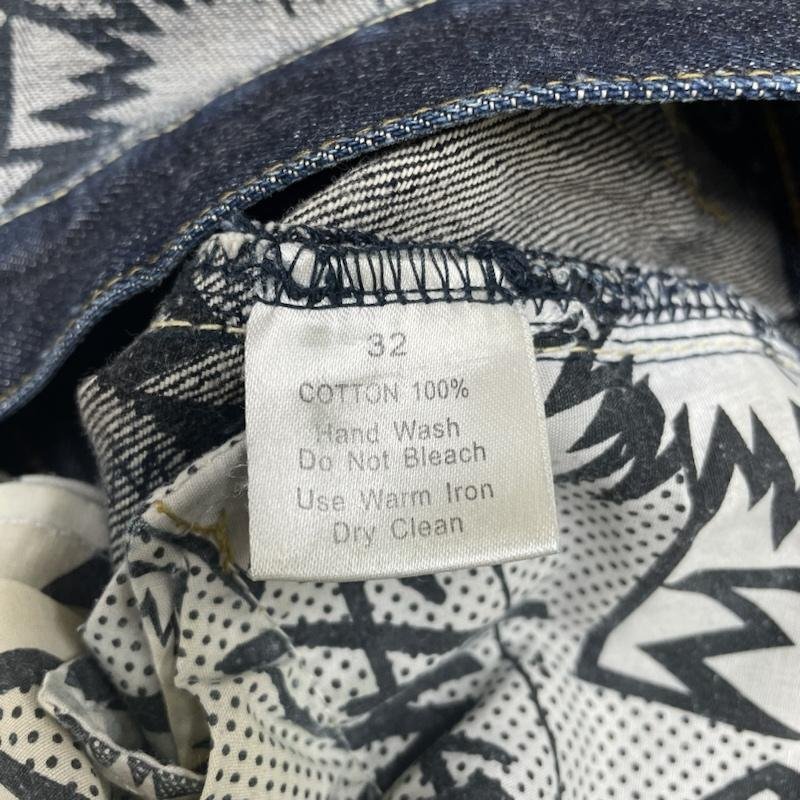 32
COTTON 100%
Hand Wash
Do Not Bleach
Use Warm Iron
Dry Clean